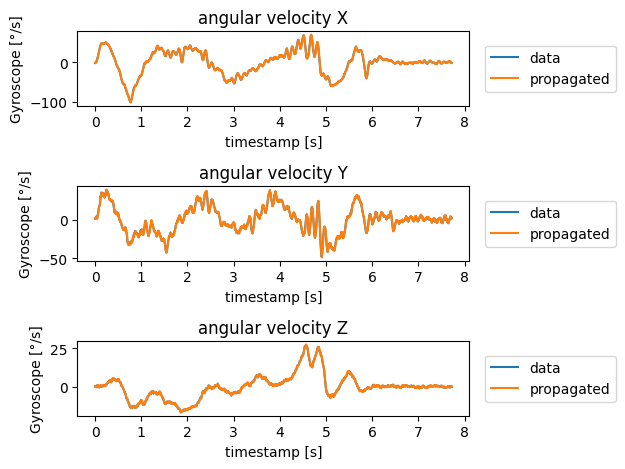 angular velocity X
Gyroscope [°/s]
0
−100
0 1 2 3 4 5 6 7 8
timestamp [s]
data
propagated
angular velocity Y
Gyroscope [°/s]
0
−50
0 1 2 3 4 5 6 7 8
timestamp [s]
data
propagated
angular velocity Z
Gyroscope [°/s]
25
0
0 1 2 3 4 5 6 7 8
timestamp [s]
data
propagated